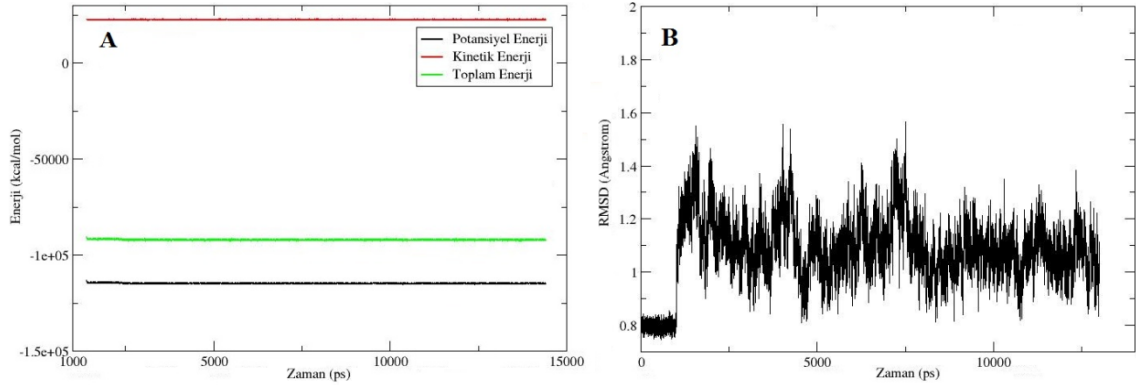 A
Potansiyel Enerji
Kinetik Enerji
Toplam Enerji
Enerji (kcal/mol)
0
-50000
-1e+05
-1.5e+05
1000
5000
10000
15000
Zaman (ps)
B
RMSD (Angstrom)
2
1.8
1.6
1.4
1.2
1
0.8
0
5000
10000
Zaman (ps)